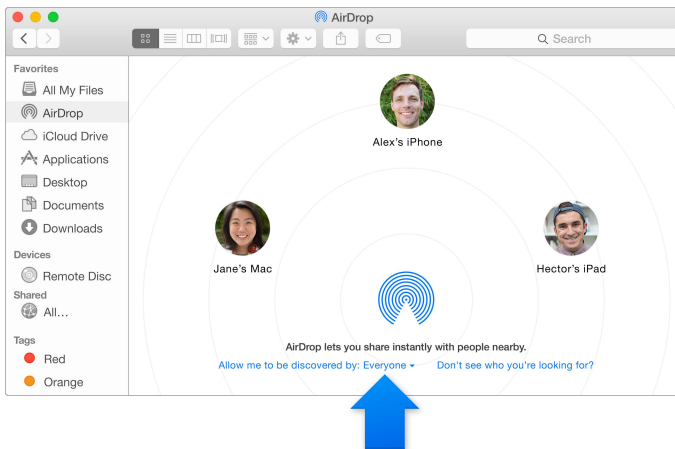 AirDrop
Search
Favorites
All My Files
AirDrop
iCloud Drive
Applications
Desktop
Documents
Downloads
Devices
Remote Disc
Shared
All...
Tags
Red
Orange
Alex's iPhone
Jane's Mac
Hector's iPad
AirDrop lets you share instantly with people nearby.
Allow me to be discovered by: Everyone Don't see who you're looking for?